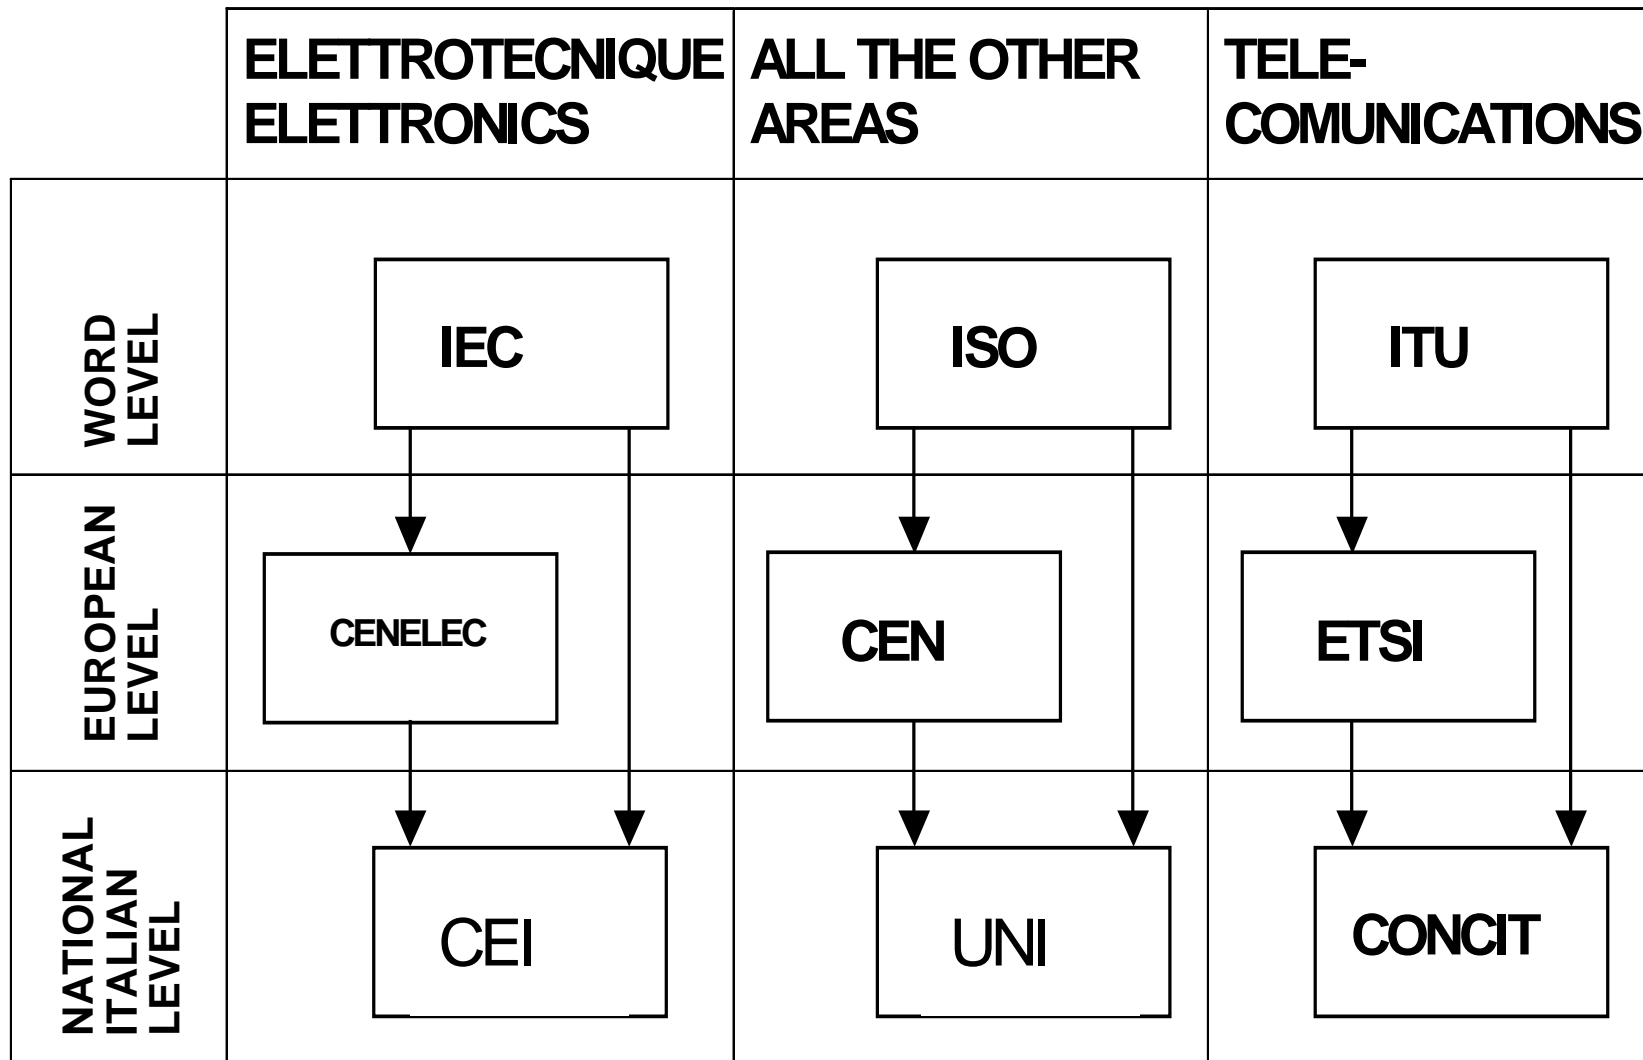 ELETTROTECNIQUE
ELETTRONICS
ALL THE OTHER
AREAS
TELE-
COMUNICATIONS
WORD
LEVEL
IEC
ISO
ITU
EUROPEAN
LEVEL
CENELEC
CEN
ETSI
NATIONAL
ITALIAN
LEVEL
CEI
UNI
CONCIT